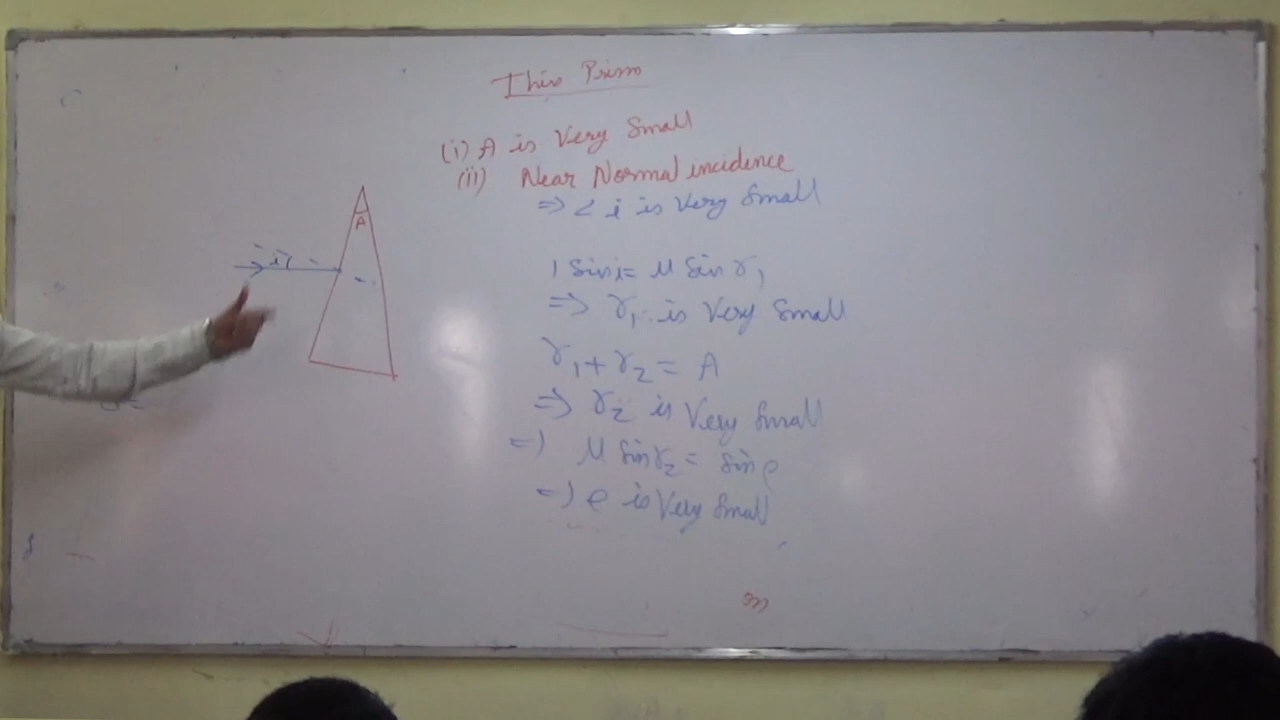 Thin Prism
(i) A is Very Small
(ii) Near Normal incidence
=> ∠ i is Very Small
A
i
1 Sin i = μ Sin r₁
=> r₁ is Very Small
r₁ + r₂ = A
=> r₂ is Very Small
=> μ Sin r₂ = Sin e
=> e is Very Small